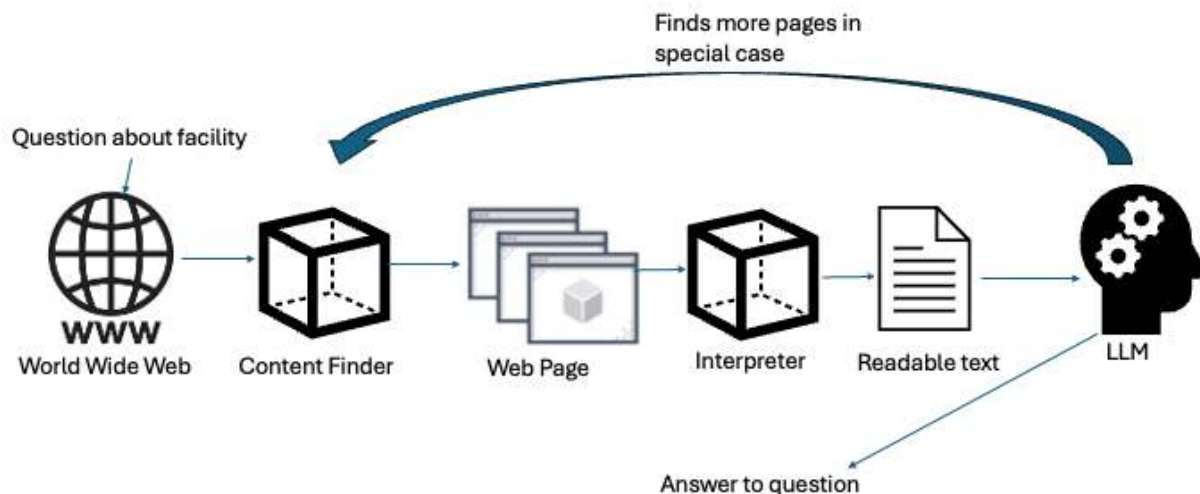 Finds more pages in
special case
Question about facility
WWW
World Wide Web
Content Finder
Web Page
Interpreter
Readable text
LLM
Answer to question